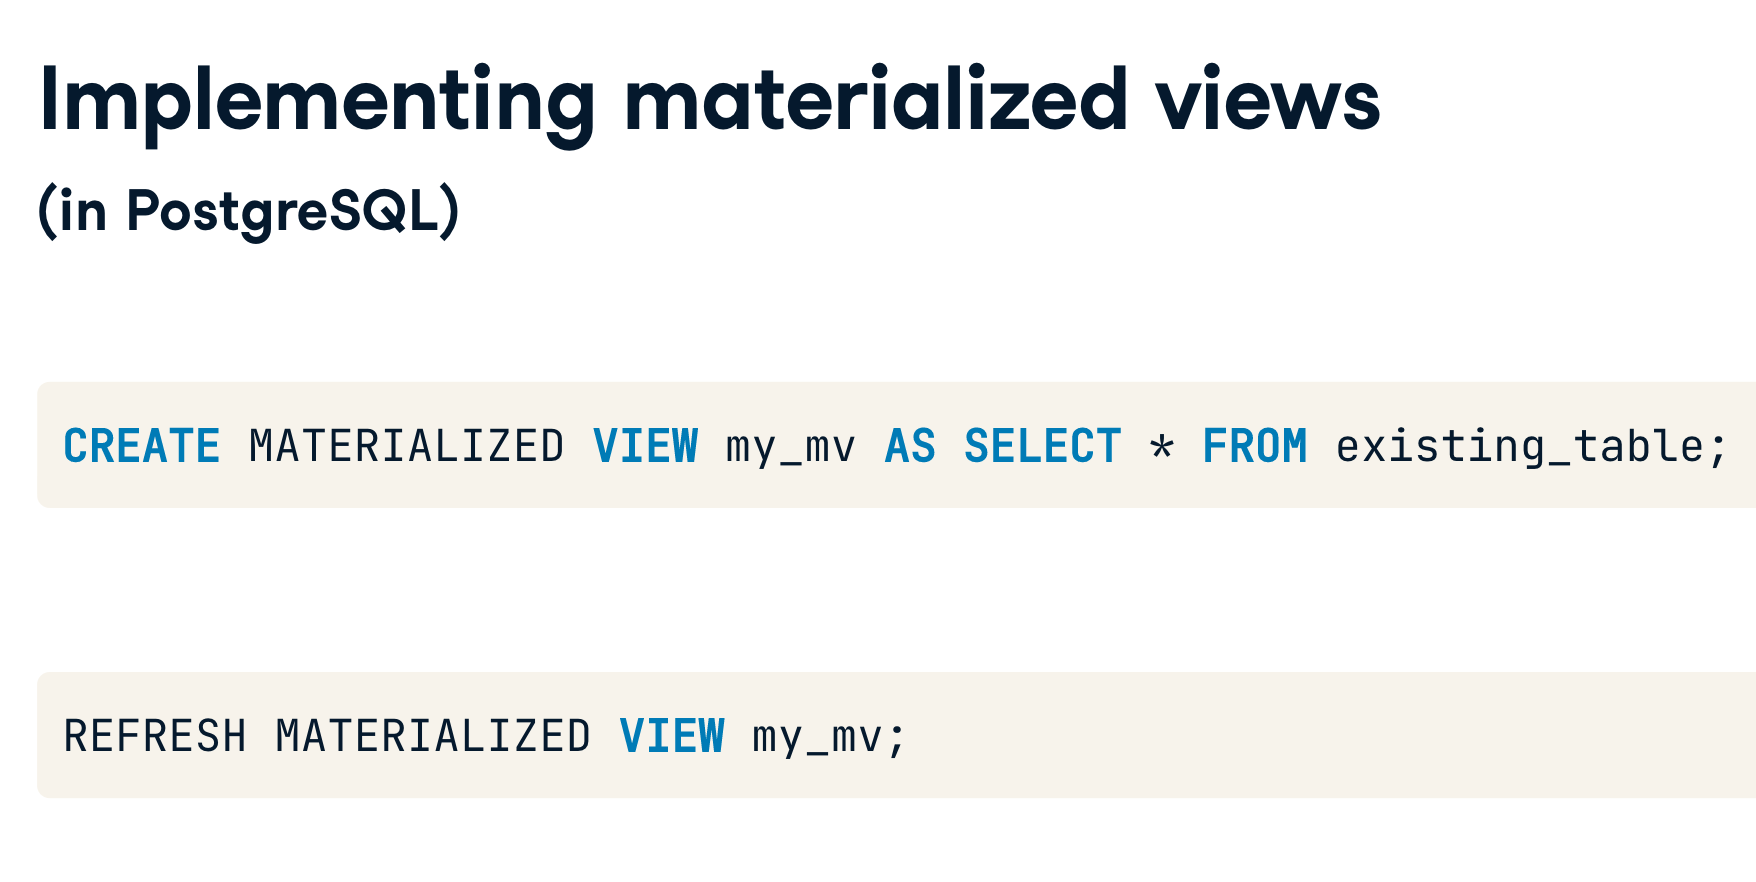 Implementing materialized views
(in PostgreSQL)
CREATE MATERIALIZED VIEW my_mv AS SELECT * FROM existing_table;
REFRESH MATERIALIZED VIEW my_mv;